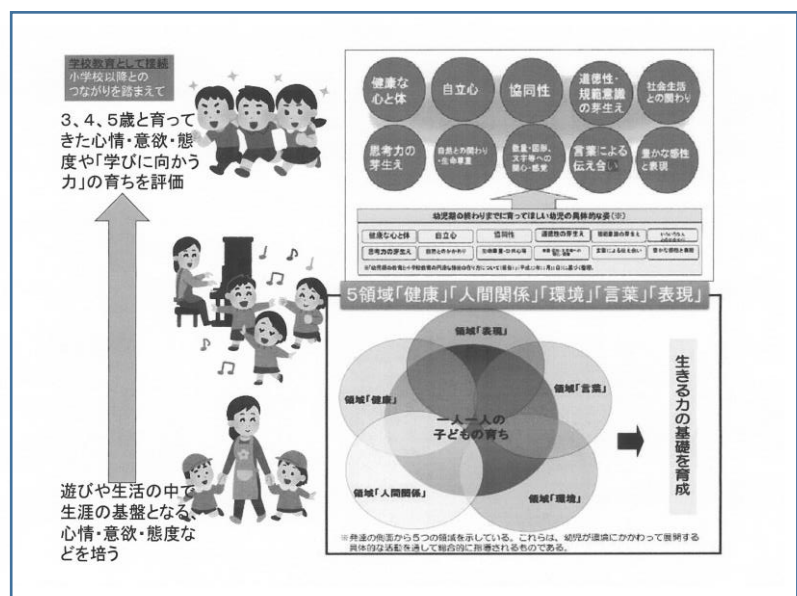 学校教育として接続
小学校以降との
つながりを踏まえて
3、4、5歳と育って
きた心情・意欲・態
度や「学びに向かう
力」の育ちを評価
遊びや生活の中で
生涯の基盤となる、
心情・意欲・態度な
どを培う
健康な
心と体
自立心
協同性
道徳性・
規範意識
の芽生え
社会生活
との関わり
思考力の
芽生え
自然との関わり
・生命尊重
数量・図形、
文字等への
関心・感覚
言葉による
伝え合い
豊かな感性
と表現
幼児期の終わりまでに育ってほしい幼児の具体的な姿(※)
健康な心と体
自立心
協同性
道徳性の芽生え
規範意識の芽生え
思考力の芽生え
自然とのかかわり
言葉による伝え合い
豊かな感性と表現
5領域「健康」「人間関係」「環境」「言葉」「表現」
領域「表現」
領域「健康」
領域「言葉」
一人一人の
子どもの育ち
領域「人間関係」
領域「環境」
生きる力の基礎を育成
※発達の側面から5つの領域を示している。これらは、幼児が環境にかかわって展開する
具体的な活動を通して総合的に指導されるものである。